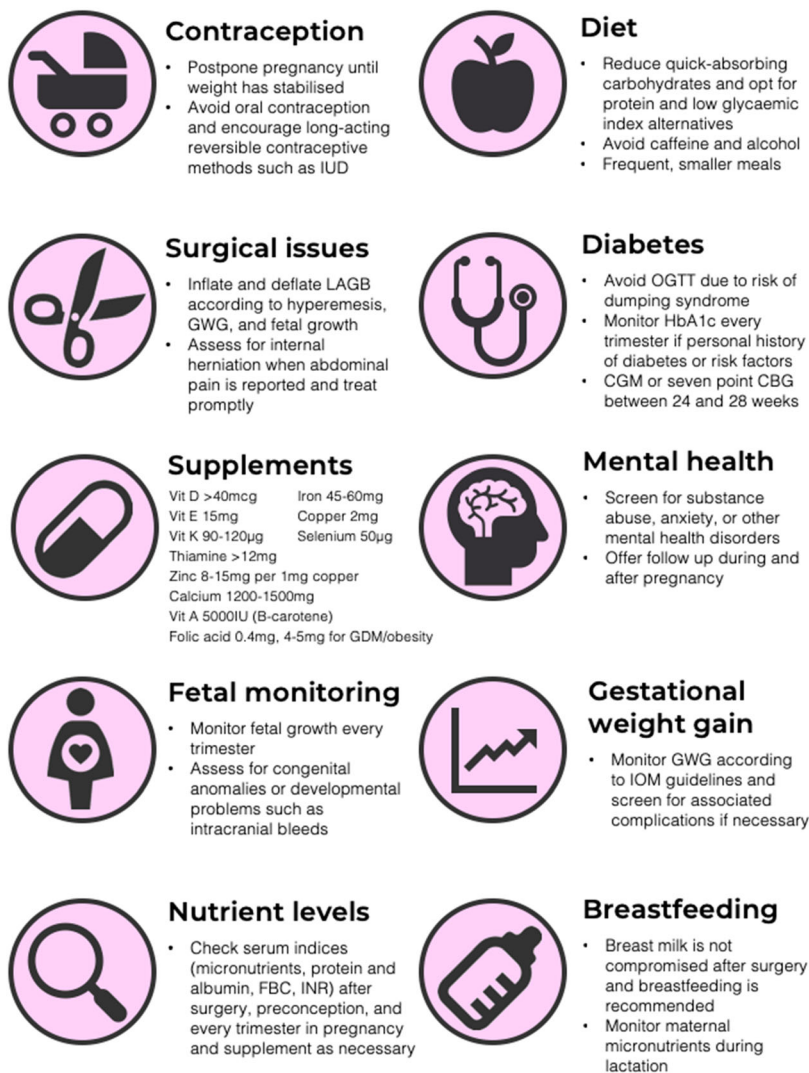 Contraception
• Postpone pregnancy until
weight has stabilised
• Avoid oral contraception
and encourage long-acting
reversible contraceptive
methods such as IUD
Diet
• Reduce quick-absorbing
carbohydrates and opt for
protein and low glycaemic
index alternatives
• Avoid caffeine and alcohol
• Frequent, smaller meals
Surgical issues
• Inflate and deflate LAGB
according to hyperemesis,
GWG, and fetal growth
• Assess for internal
herniation when abdominal
pain is reported and treat
promptly
Diabetes
• Avoid OGTT due to risk of
dumping syndrome
• Monitor HbA1c every
trimester if personal history
of diabetes or risk factors
• CGM or seven point CBG
between 24 and 28 weeks
Supplements
Vit D >40mcg Iron 45-60mg
Vit E 15mg Copper 2mg
Vit K 90-120µg Selenium 50µg
Thiamine >12mg
Zinc 8-15mg per 1mg copper
Calcium 1200-1500mg
Vit A 5000IU (B-carotene)
Folic acid 0.4mg, 4-5mg for GDM/obesity
Mental health
• Screen for substance
abuse, anxiety, or other
mental health disorders
• Offer follow up during and
after pregnancy
Fetal monitoring
• Monitor fetal growth every
trimester
• Assess for congenital
anomalies or developmental
problems such as
intracranial bleeds
Gestational
weight gain
• Monitor GWG according
to IOM guidelines and
screen for associated
complications if necessary
Nutrient levels
• Check serum indices
(micronutrients, protein and
albumin, FBC, INR) after
surgery, preconception, and
every trimester in pregnancy
and supplement as necessary
Breastfeeding
• Breast milk is not
compromised after surgery
and breastfeeding is
recommended
• Monitor maternal
micronutrients during
lactation